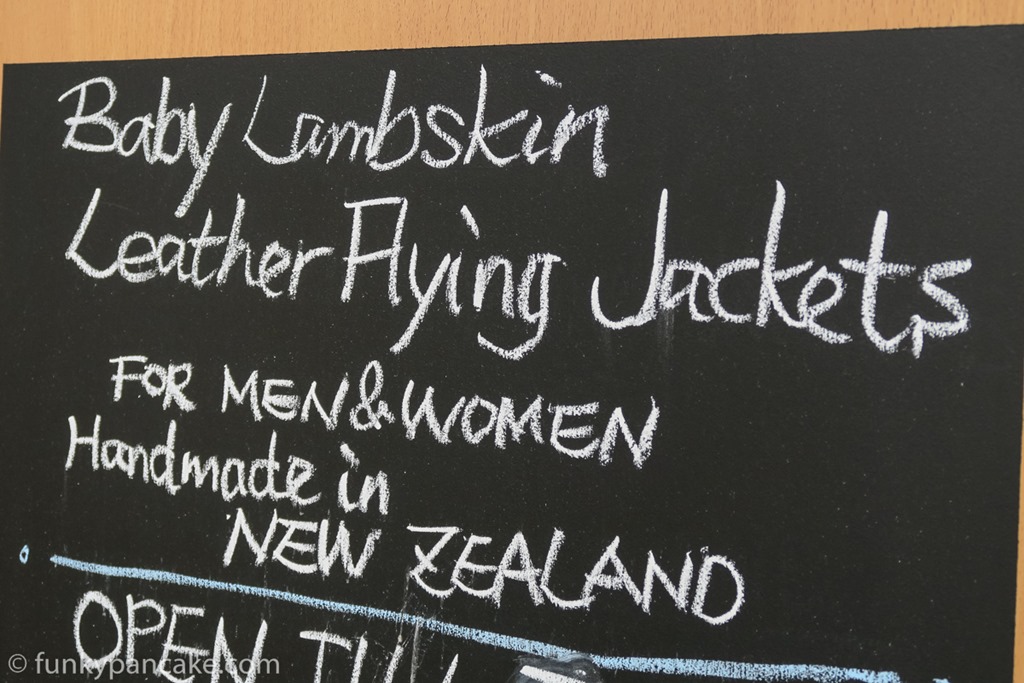 Baby Lambskin
Leather Flying Jackets
FOR MEN & WOMEN
Handmade in
NEW ZEALAND
OPEN
© funkypancake.com